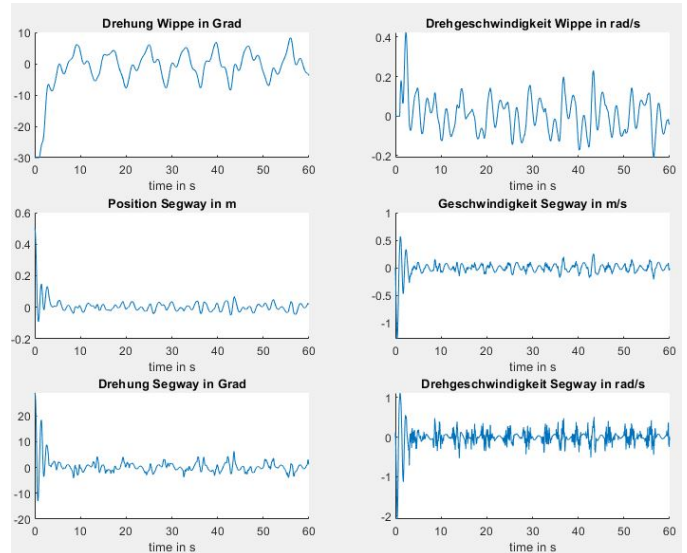 Drehung Wippe in Grad
10
0
-10
-20
-30
0 10 20 30 40 50 60
time in s
Drehgeschwindigkeit Wippe in rad/s
0.4
0.2
0
-0.2
0 10 20 30 40 50 60
time in s
Position Segway in m
0.6
0.4
0.2
0
-0.2
0 10 20 30 40 50 60
time in s
Geschwindigkeit Segway in m/s
1
0.5
0
-0.5
-1
0 10 20 30 40 50 60
time in s
Drehung Segway in Grad
20
10
0
-10
-20
0 10 20 30 40 50 60
time in s
Drehgeschwindigkeit Segway in rad/s
1
0
-1
-2
0 10 20 30 40 50 60
time in s